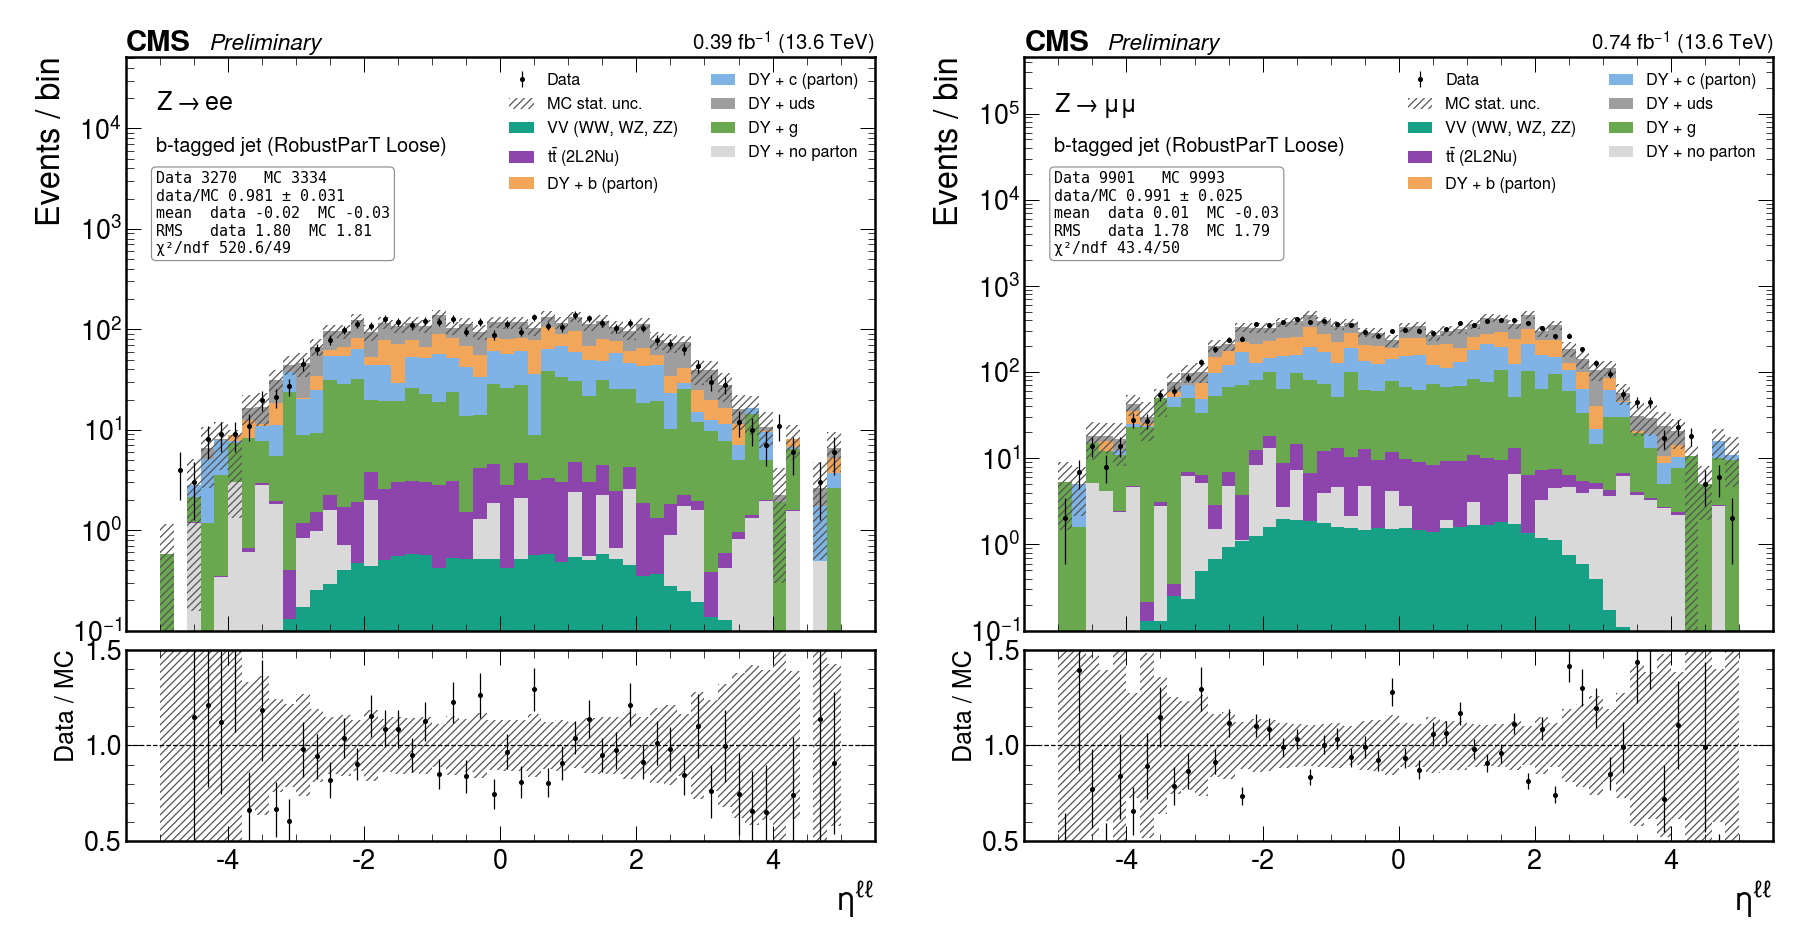 CMS Preliminary 0.39 fb⁻¹ (13.6 TeV)
Events / bin
Z → ee
b-tagged jet (RobustParT Loose)
Data 3270 MC 3334
data/MC 0.981 ± 0.031
mean data -0.02 MC -0.03
RMS data 1.80 MC 1.81
χ²/ndf 520.6/49
Data
MC stat. unc.
VV (WW, WZ, ZZ)
tt̄ (2L2Nu)
DY + b (parton)
DY + c (parton)
DY + uds
DY + g
DY + no parton
10⁴
10³
10²
10¹
10⁰
10⁻¹
Data / MC
1.5
1.0
0.5
-4 -2 0 2 4
η^ℓℓ
CMS Preliminary 0.74 fb⁻¹ (13.6 TeV)
Events / bin
Z → μμ
b-tagged jet (RobustParT Loose)
Data 9901 MC 9993
data/MC 0.991 ± 0.025
mean data 0.01 MC -0.03
RMS data 1.78 MC 1.79
χ²/ndf 43.4/50
Data
MC stat. unc.
VV (WW, WZ, ZZ)
tt̄ (2L2Nu)
DY + b (parton)
DY + c (parton)
DY + uds
DY + g
DY + no parton
10⁵
10⁴
10³
10²
10¹
10⁰
10⁻¹
Data / MC
1.5
1.0
0.5
-4 -2 0 2 4
η^ℓℓ